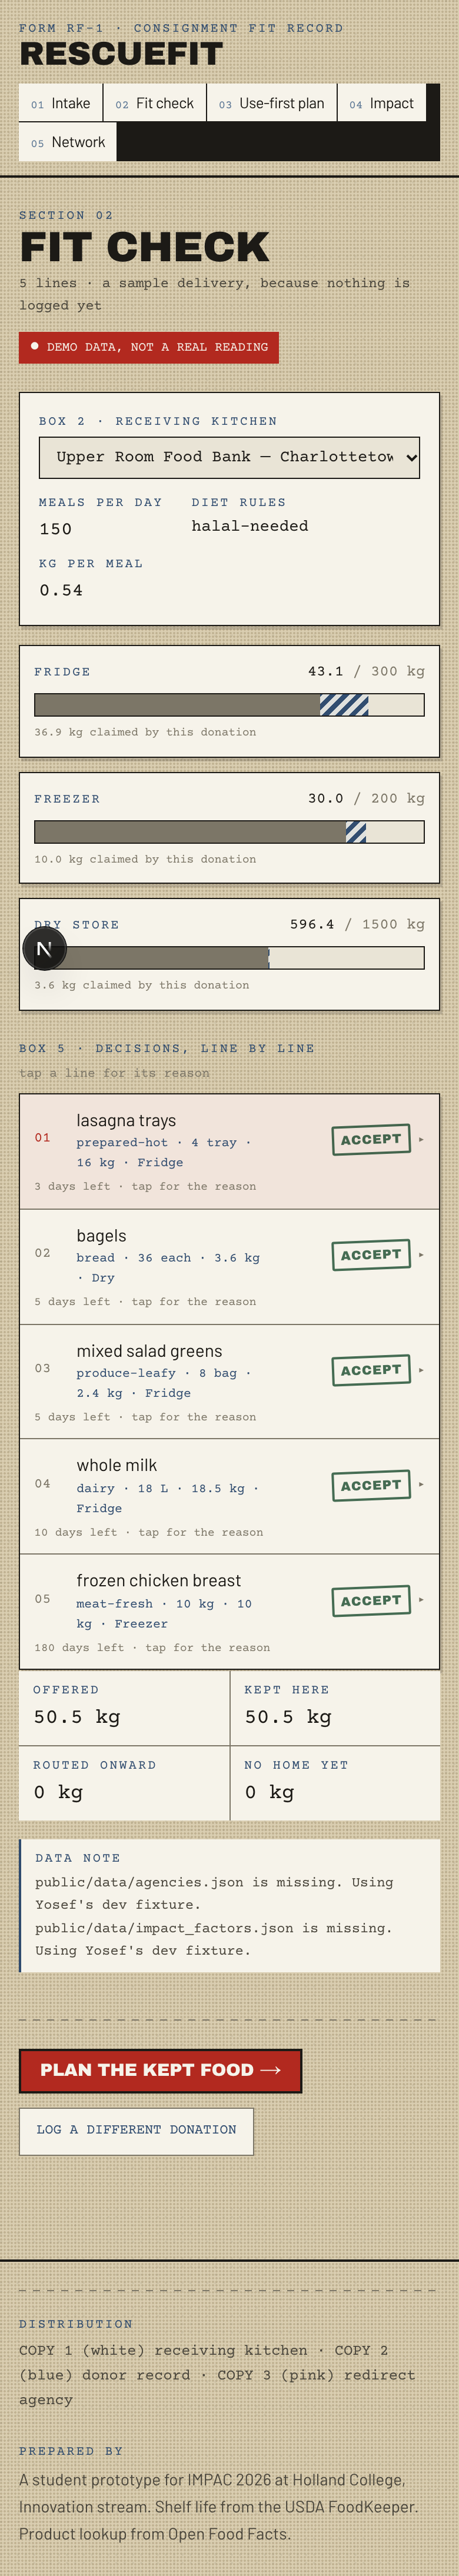 FORM RF-1 · CONSIGNMENT FIT RECORD
RESCUEFIT
01 Intake
02 Fit check
03 Use-first plan
04 Impact
05 Network
SECTION 02
FIT CHECK
5 lines · a sample delivery, because nothing is
logged yet
DEMO DATA, NOT A REAL READING
BOX 2 · RECEIVING KITCHEN
Upper Room Food Bank — Charlottetow
MEALS PER DAY
150
DIET RULES
halal-needed
KG PER MEAL
0.54
FRIDGE
43.1 / 300 kg
36.9 kg claimed by this donation
FREEZER
30.0 / 200 kg
10.0 kg claimed by this donation
DRY STORE
596.4 / 1500 kg
N
3.6 kg claimed by this donation
BOX 5 · DECISIONS, LINE BY LINE
tap a line for its reason
01
lasagna trays
prepared-hot · 4 tray ·
16 kg · Fridge
ACCEPT ▸
3 days left · tap for the reason
02
bagels
bread · 36 each · 3.6 kg
· Dry
ACCEPT ▸
5 days left · tap for the reason
03
mixed salad greens
produce-leafy · 8 bag ·
2.4 kg · Fridge
ACCEPT ▸
5 days left · tap for the reason
04
whole milk
dairy · 18 L · 18.5 kg ·
Fridge
ACCEPT ▸
10 days left · tap for the reason
05
frozen chicken breast
meat-fresh · 10 kg · 10
kg · Freezer
ACCEPT ▸
180 days left · tap for the reason
OFFERED
50.5 kg
KEPT HERE
50.5 kg
ROUTED ONWARD
0 kg
NO HOME YET
0 kg
DATA NOTE
public/data/agencies.json is missing. Using
Yosef's dev fixture.
public/data/impact_factors.json is missing.
Using Yosef's dev fixture.
PLAN THE KEPT FOOD →
LOG A DIFFERENT DONATION
DISTRIBUTION
COPY 1 (white) receiving kitchen · COPY 2
(blue) donor record · COPY 3 (pink) redirect
agency
PREPARED BY
A student prototype for IMPAC 2026 at Holland College,
Innovation stream. Shelf life from the USDA FoodKeeper.
Product lookup from Open Food Facts.